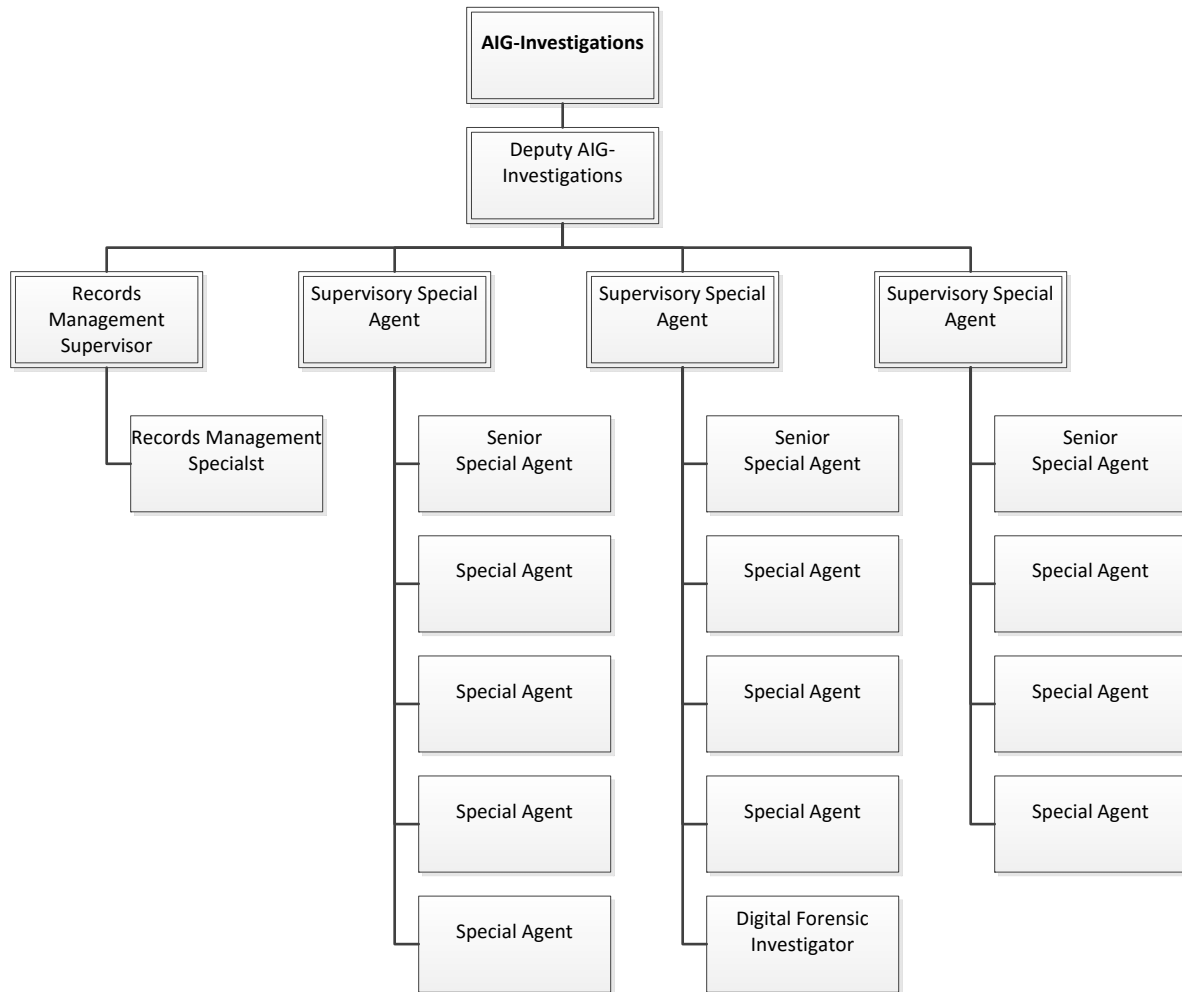 AIG-Investigations
Deputy AIG-
Investigations
Records
Management
Supervisor
Supervisory Special
Agent
Supervisory Special
Agent
Supervisory Special
Agent
Records Management
Specialst
Senior
Special Agent
Senior
Special Agent
Senior
Special Agent
Special Agent
Special Agent
Special Agent
Special Agent
Special Agent
Special Agent
Special Agent
Special Agent
Special Agent
Special Agent
Digital Forensic
Investigator